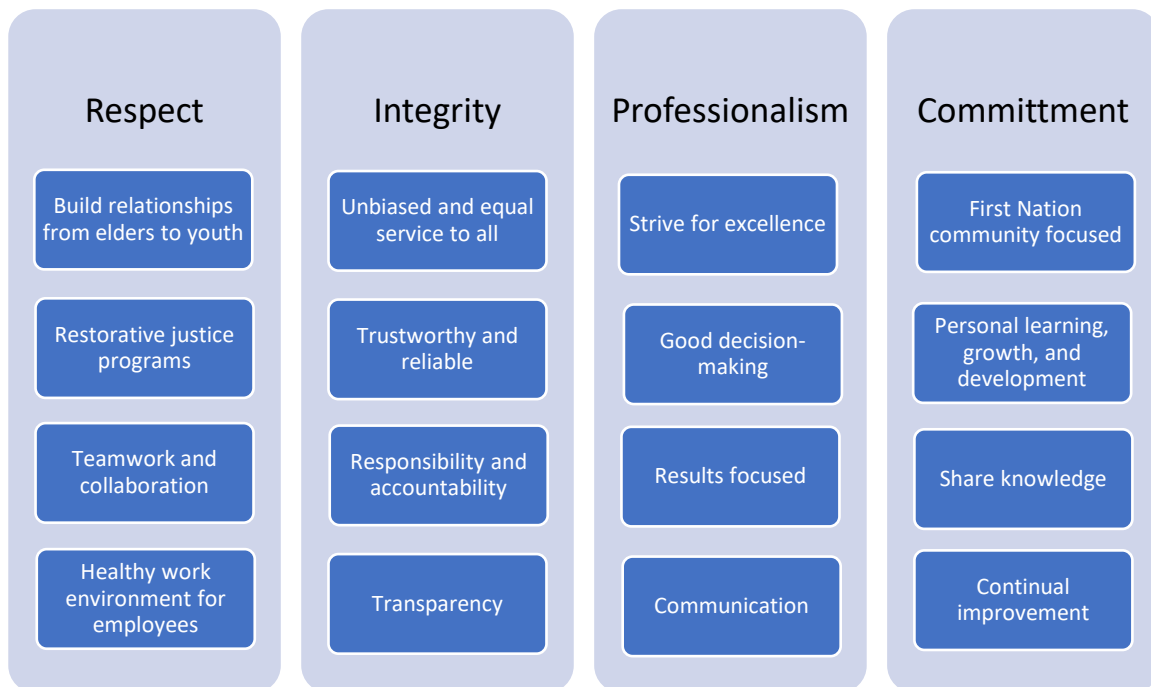 Respect
Build relationships
from elders to youth
Restorative justice
programs
Teamwork and
collaboration
Healthy work
environment for
employees
Integrity
Unbiased and equal
service to all
Trustworthy and
reliable
Responsibility and
accountability
Transparency
Professionalism
Strive for excellence
Good decision-
making
Results focused
Communication
Committment
First Nation
community focused
Personal learning,
growth, and
development
Share knowledge
Continual
improvement